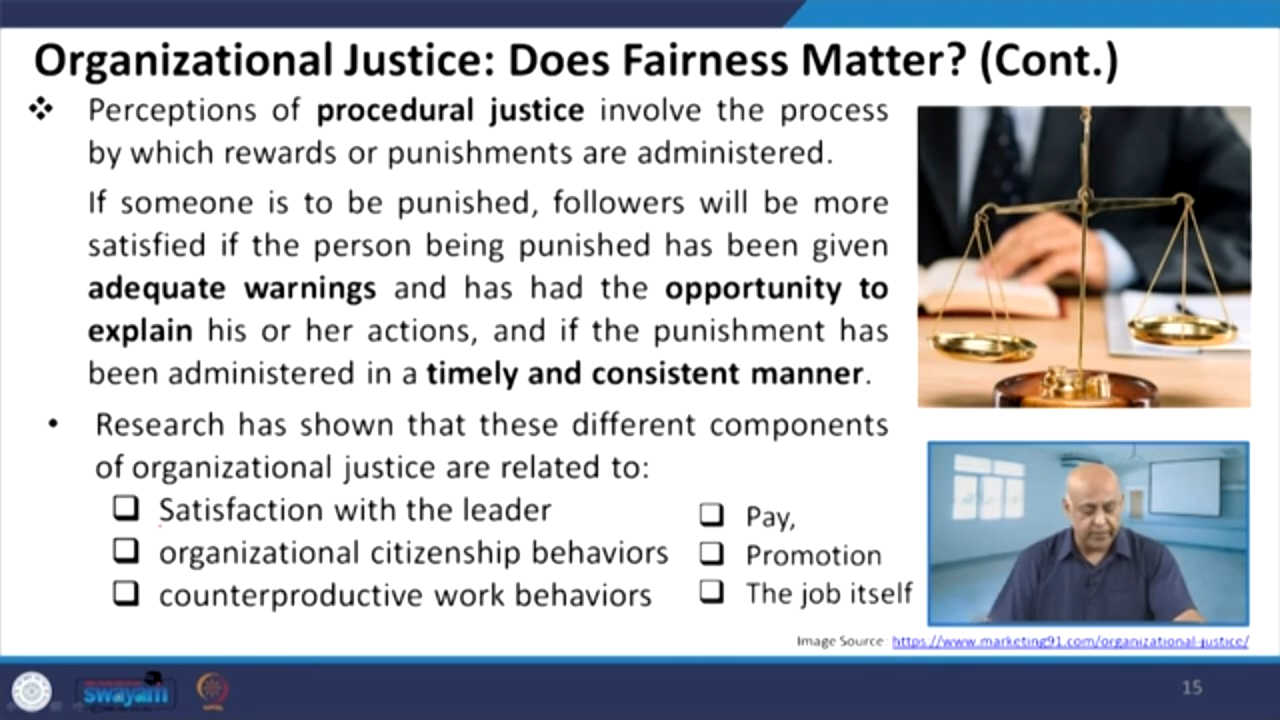 Organizational Justice: Does Fairness Matter? (Cont.)
❖ Perceptions of procedural justice involve the process
by which rewards or punishments are administered.
If someone is to be punished, followers will be more
satisfied if the person being punished has been given
adequate warnings and has had the opportunity to
explain his or her actions, and if the punishment has
been administered in a timely and consistent manner.
• Research has shown that these different components
of organizational justice are related to:
❑ Satisfaction with the leader
❑ organizational citizenship behaviors
❑ counterproductive work behaviors
❑ Pay,
❑ Promotion
❑ The job itself
Image Source: https://www.marketing91.com/organizational-justice/
swayam
15